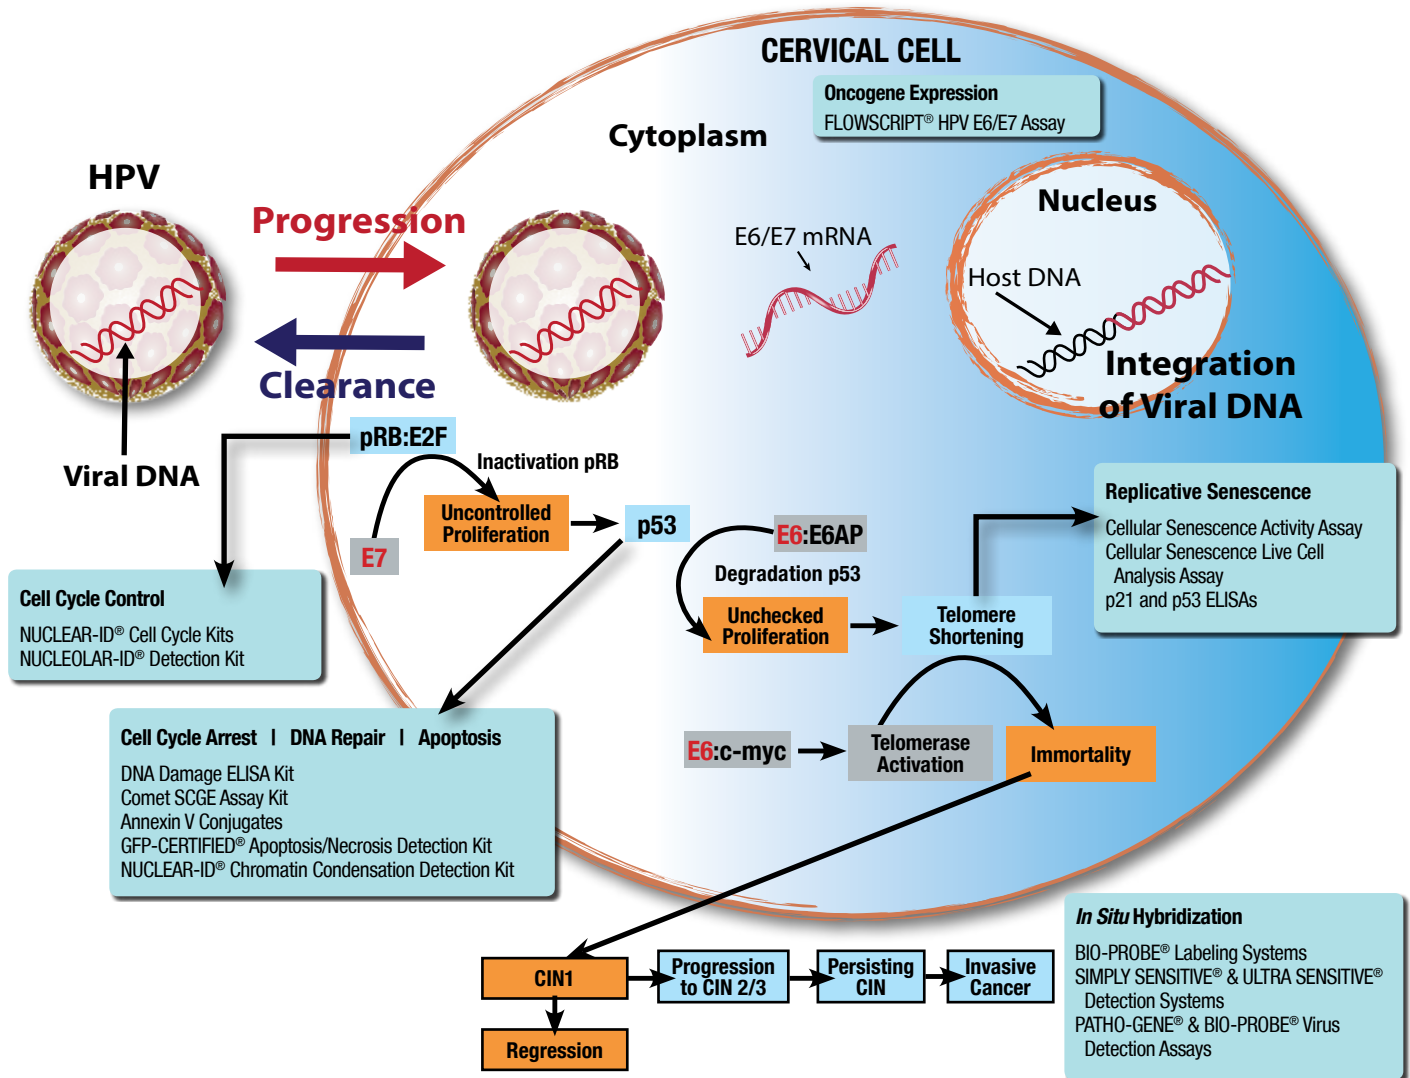 CERVICAL CELL
Oncogene Expression
FLOWSCRIPT® HPV E6/E7 Assay
Cytoplasm
HPV
Progression
Nucleus
E6/E7 mRNA
Host DNA
Clearance
Integration
of Viral DNA
Viral DNA
pRB:E2F
Inactivation pRB
Uncontrolled
Proliferation
p53
E7
E6:E6AP
Degradation p53
Unchecked
Proliferation
Telomere
Shortening
Replicative Senescence
Cellular Senescence Activity Assay
Cellular Senescence Live Cell
Analysis Assay
p21 and p53 ELISAs
Cell Cycle Control
NUCLEAR-ID® Cell Cycle Kits
NUCLEOLAR-ID® Detection Kit
Cell Cycle Arrest | DNA Repair | Apoptosis
DNA Damage ELISA Kit
Comet SCGE Assay Kit
Annexin V Conjugates
GFP-CERTIFIED® Apoptosis/Necrosis Detection Kit
NUCLEAR-ID® Chromatin Condensation Detection Kit
E6:c-myc
Telomerase
Activation
Immortality
CIN1
Progression
to CIN 2/3
Persisting
CIN
Invasive
Cancer
Regression
In Situ Hybridization
BIO-PROBE® Labeling Systems
SIMPLY SENSITIVE® & ULTRA SENSITIVE®
Detection Systems
PATHO-GENE® & BIO-PROBE® Virus
Detection Assays